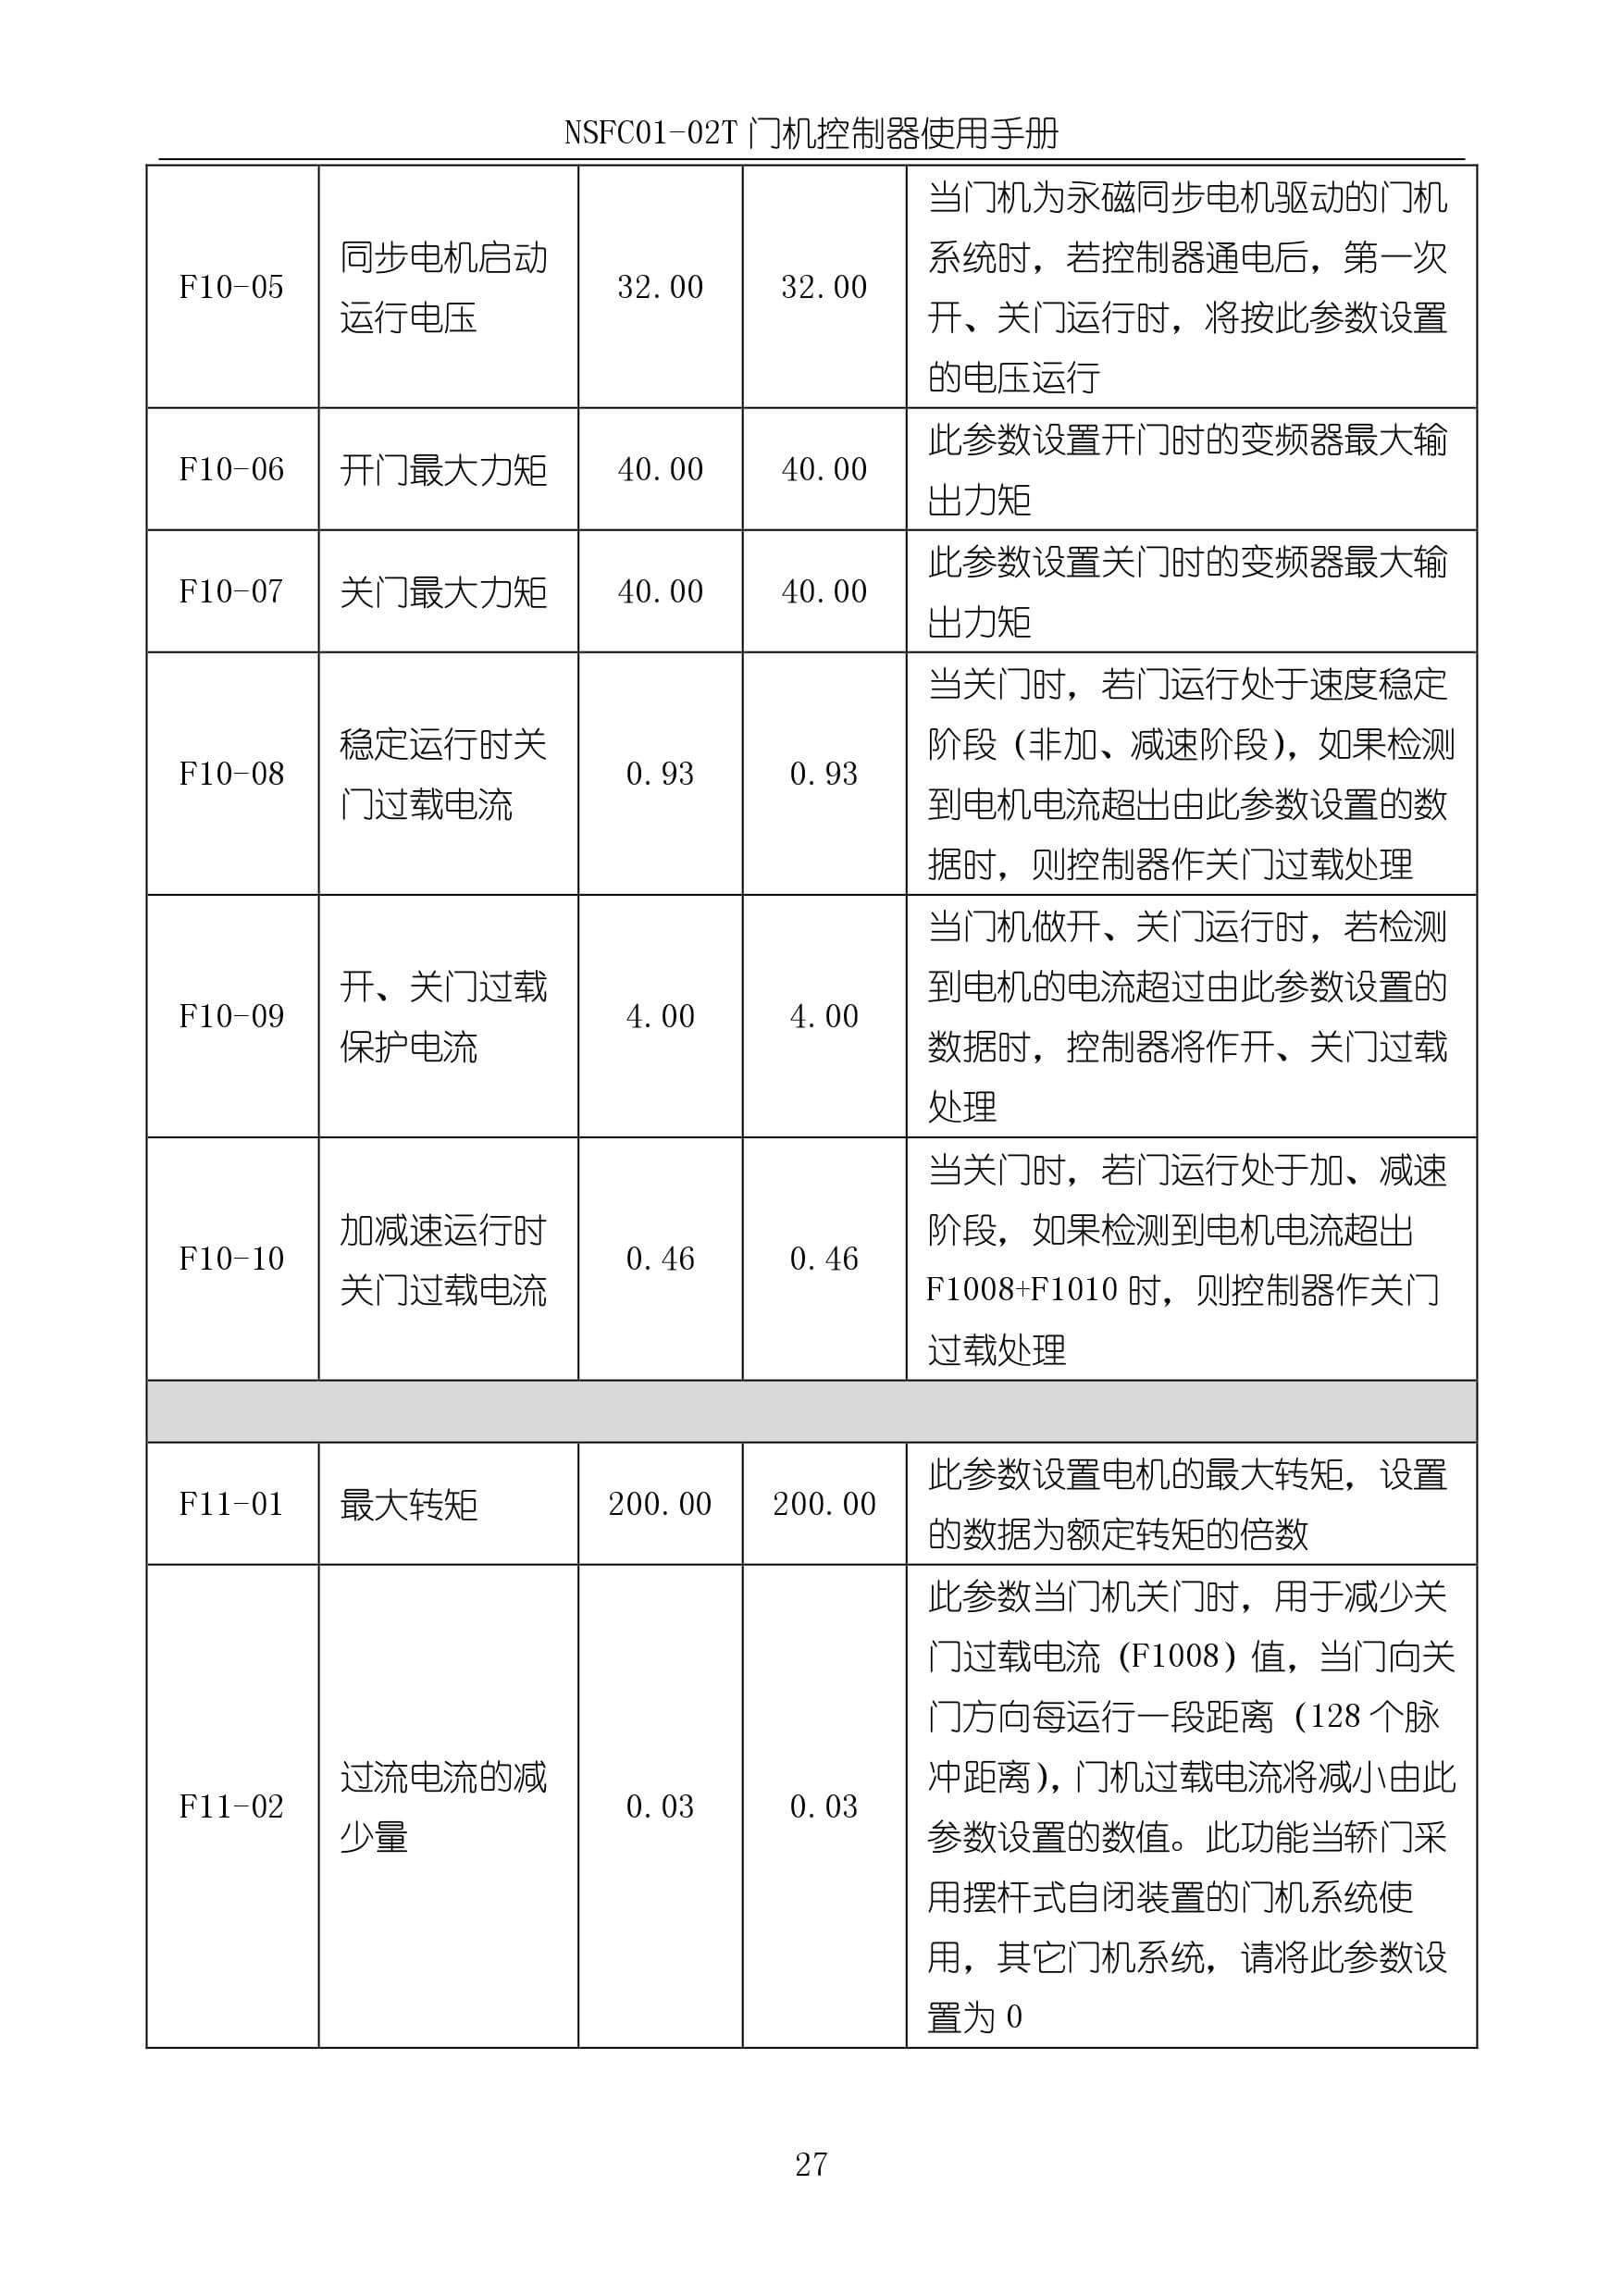 NSFC01-02T 门机控制器使用手册
F10-05
同步电机启动
运行电压
32.00
32.00
当门机为永磁同步电机驱动的门机
系统时，若控制器通电后，第一次
开、关门运行时，将按此参数设置
的电压运行
F10-06
开门最大力矩
40.00
40.00
此参数设置开门时的变频器最大输
出力矩
F10-07
关门最大力矩
40.00
40.00
此参数设置关门时的变频器最大输
出力矩
F10-08
稳定运行时关
门过载电流
0.93
0.93
当关门时，若门运行处于速度稳定
阶段（非加、减速阶段），如果检测
到电机电流超出由此参数设置的数
据时，则控制器作关门过载处理
F10-09
开、关门过载
保护电流
4.00
4.00
当门机做开、关门运行时，若检测
到电机的电流超过由此参数设置的
数据时，控制器将作开、关门过载
处理
F10-10
加减速运行时
关门过载电流
0.46
0.46
当关门时，若门运行处于加、减速
阶段，如果检测到电机电流超出
F1008+F1010 时，则控制器作关门
过载处理
F11-01
最大转矩
200.00
200.00
此参数设置电机的最大转矩，设置
的数据为额定转矩的倍数
F11-02
过流电流的减
少量
0.03
0.03
此参数当门机关门时，用于减少关
门过载电流（F1008）值，当门向关
门方向每运行一段距离（128 个脉
冲距离），门机过载电流将减小由此
参数设置的数值。此功能当轿门采
用摆杆式自闭装置的门机系统使
用，其它门机系统，请将此参数设
置为 0
27